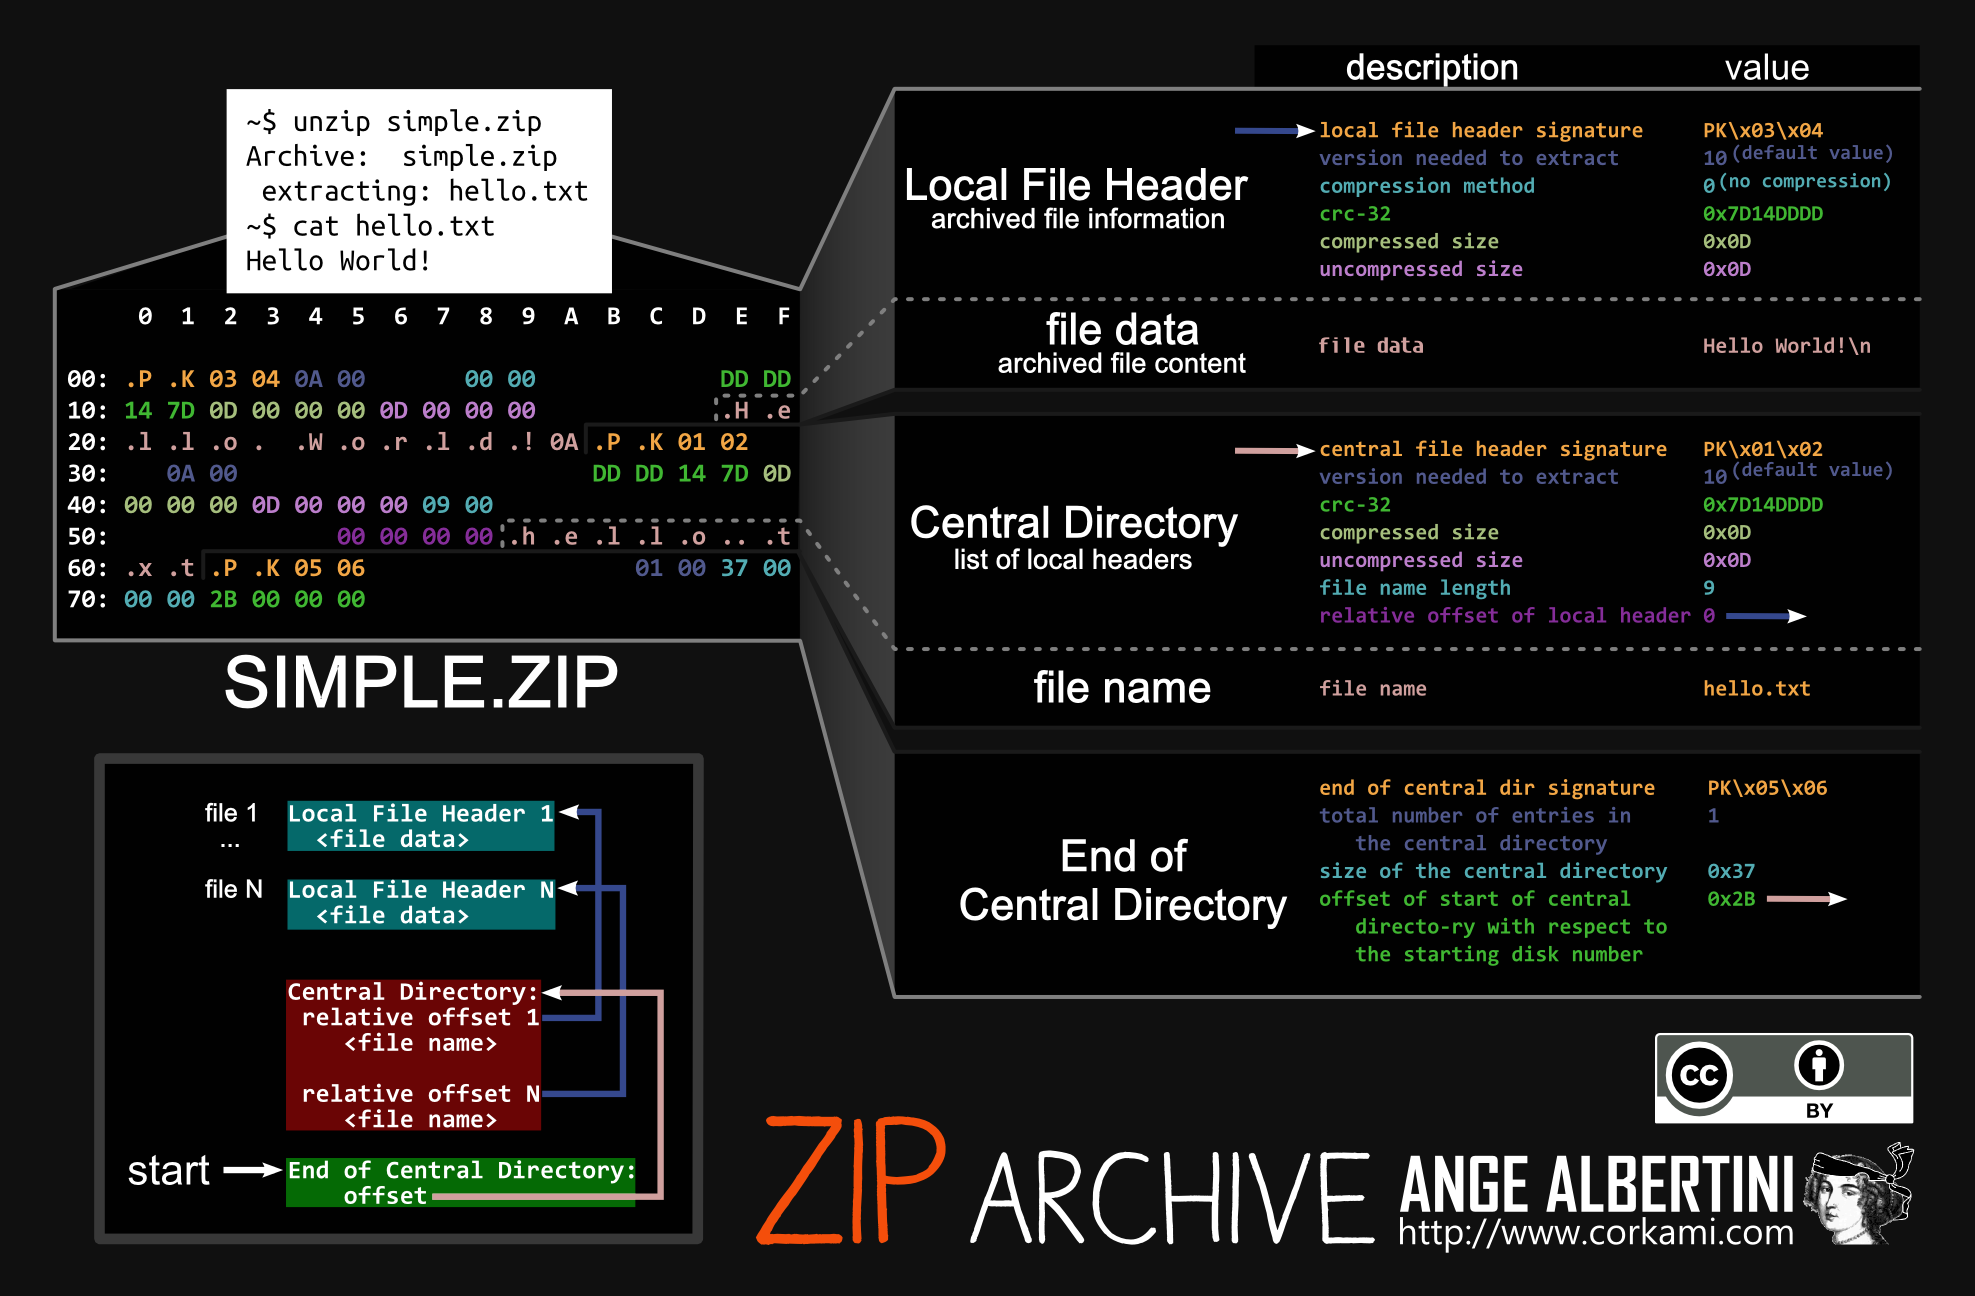 ~$ unzip simple.zip
Archive:  simple.zip
 extracting: hello.txt
~$ cat hello.txt
Hello World!
0 1 2 3 4 5 6 7 8 9 A B C D E F
00: .P .K 03 04 0A 00 00 00 DD DD
10: 14 7D 0D 00 00 00 0D 00 00 00 .H .e
20: .l .l .o .  .W .o .r .l .d .! 0A .P .K 01 02
30: 0A 00 DD DD 14 7D 0D
40: 00 00 00 0D 00 00 00 09 00
50: 00 00 00 00 .h .e .l .l .o .. .t
60: .x .t .P .K 05 06 01 00 37 00
70: 00 00 2B 00 00 00
SIMPLE.ZIP
description value
Local File Header
archived file information
local file header signature PK\x03\x04
version needed to extract 10 (default value)
compression method 0 (no compression)
crc-32 0x7D14DDDD
compressed size 0x0D
uncompressed size 0x0D
file data
archived file content
file data Hello World!\n
Central Directory
list of local headers
central file header signature PK\x01\x02
version needed to extract 10 (default value)
crc-32 0x7D14DDDD
compressed size 0x0D
uncompressed size 0x0D
file name length 9
relative offset of local header 0
file name
file name hello.txt
End of
Central Directory
end of central dir signature PK\x05\x06
total number of entries in 1
the central directory
size of the central directory 0x37
offset of start of central 0x2B
directo-ry with respect to
the starting disk number
file 1 Local File Header 1
... <file data>
file N Local File Header N
<file data>
Central Directory:
relative offset 1
<file name>
relative offset N
<file name>
start End of Central Directory:
offset
ZIP ARCHIVE
cc
BY
ANGE ALBERTINI
http://www.corkami.com